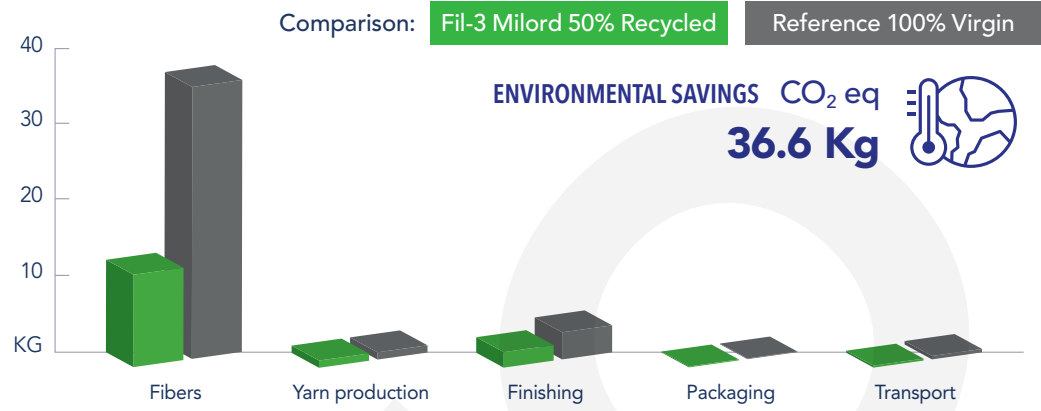 Comparison: Fil-3 Milord 50% Recycled Reference 100% Virgin
ENVIRONMENTAL SAVINGS CO₂ eq
36.6 Kg
40
30
20
10
KG
Fibers Yarn production Finishing Packaging Transport